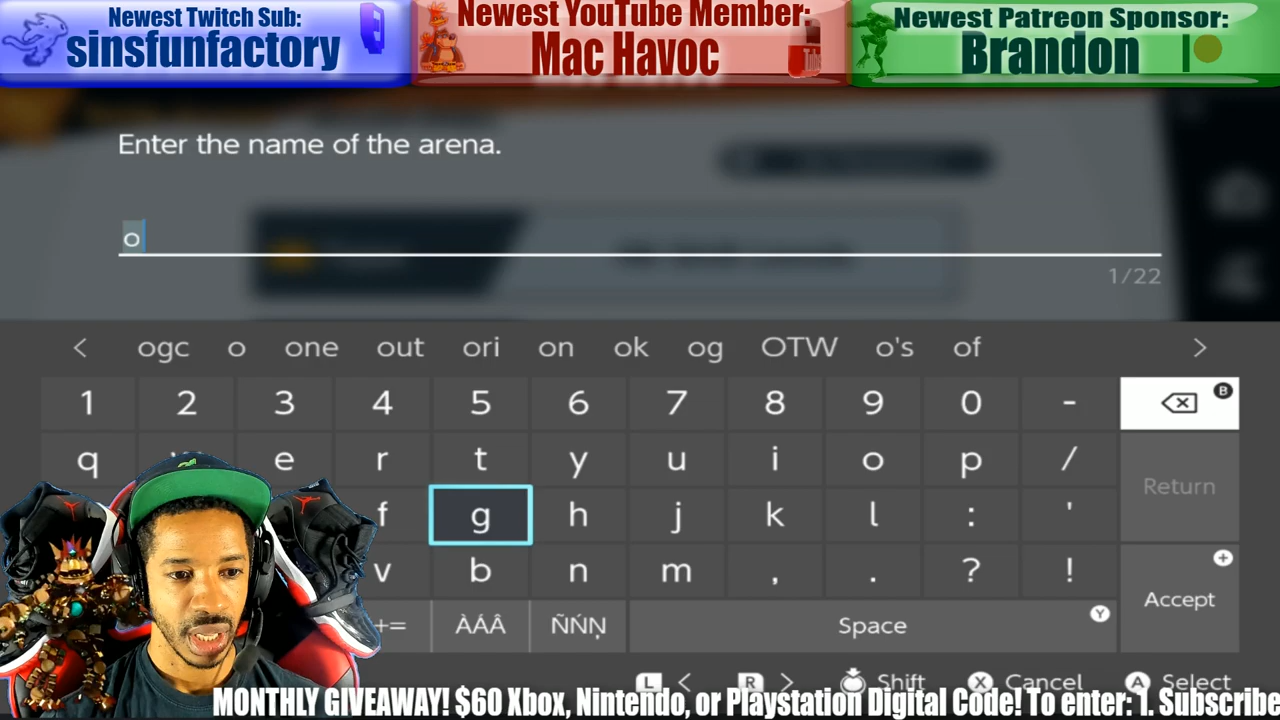 Newest Twitch Sub:
sinsfunfactory
Newest YouTube Member:
Mac Havoc
Newest Patreon Sponsor:
Brandon
Enter the name of the arena.
o
1/22
< ogc o one out ori on ok og OTW o's of >
1 2 3 4 5 6 7 8 9 0 - B
q e r t y u i o p /
Return
f g h j k l : '
v b n m , . ? ! +
Accept
+= ÀÁÂ ÑŃŅ Space Y
L < R > Shift X Cancel A Select
MONTHLY GIVEAWAY! $60 Xbox, Nintendo, or Playstation Digital Code! To enter: 1. Subscribe